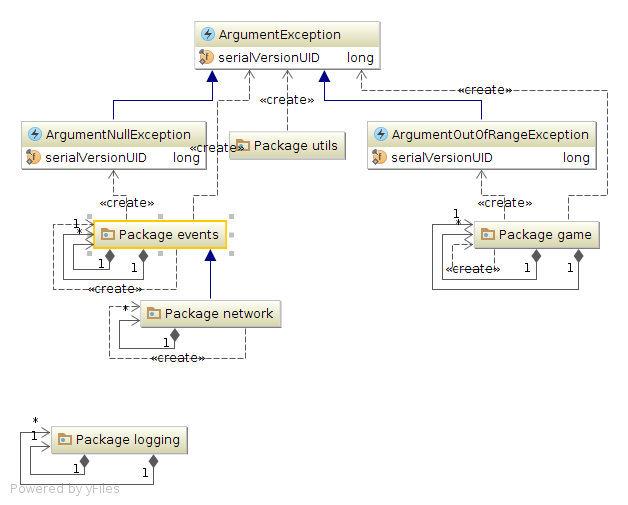 ArgumentException
serialVersionUID long
«create»
«create»
ArgumentNullException
serialVersionUID long
«create»
Package utils
ArgumentOutOfRangeException
serialVersionUID long
«create»
«create»
1
*
Package events
1
1
«create»
1
*
Package game
1
1
«create»
*
Package network
1
«create»
*
1
Package logging
1
1
Powered by yFiles